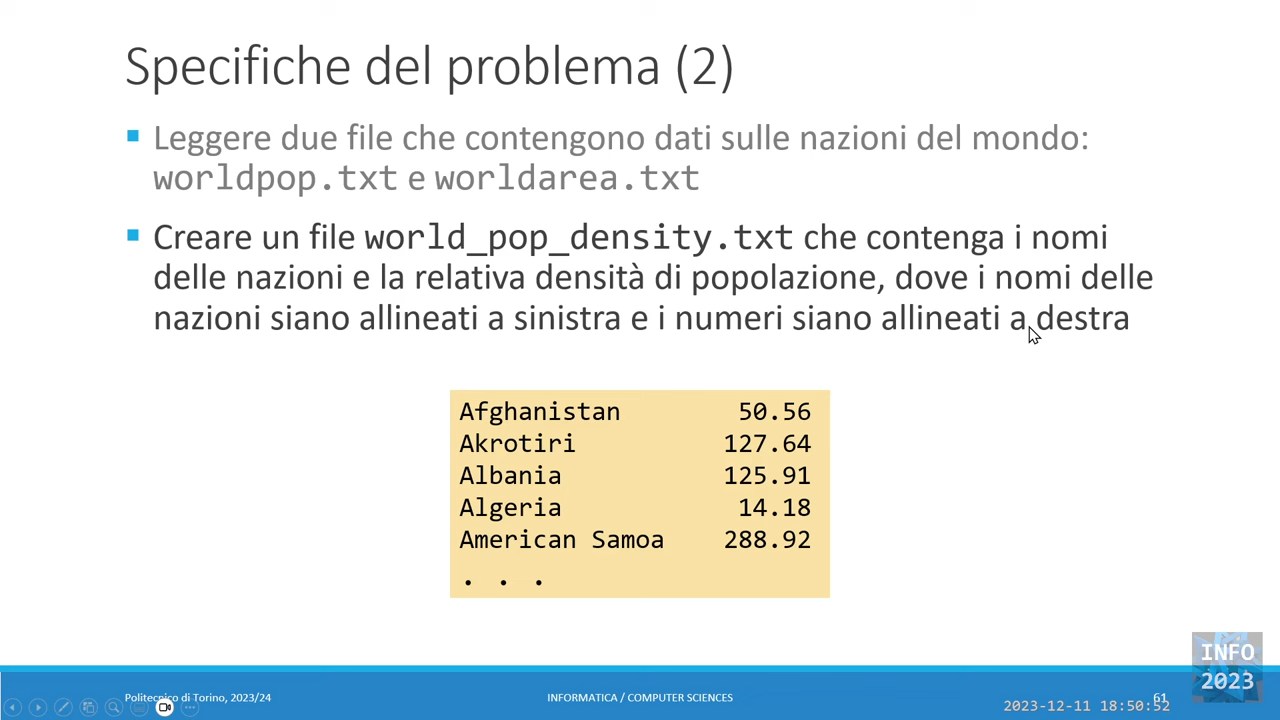 Specifiche del problema (2)
Leggere due file che contengono dati sulle nazioni del mondo:
worldpop.txt e worldarea.txt
Creare un file world_pop_density.txt che contenga i nomi
delle nazioni e la relativa densità di popolazione, dove i nomi delle
nazioni siano allineati a sinistra e i numeri siano allineati a destra
Afghanistan 50.56
Akrotiri 127.64
Albania 125.91
Algeria 14.18
American Samoa 288.92
. . .
INFO
2023
Politecnico di Torino, 2023/24
INFORMATICA / COMPUTER SCIENCES
61
2023-12-11 18:50:52